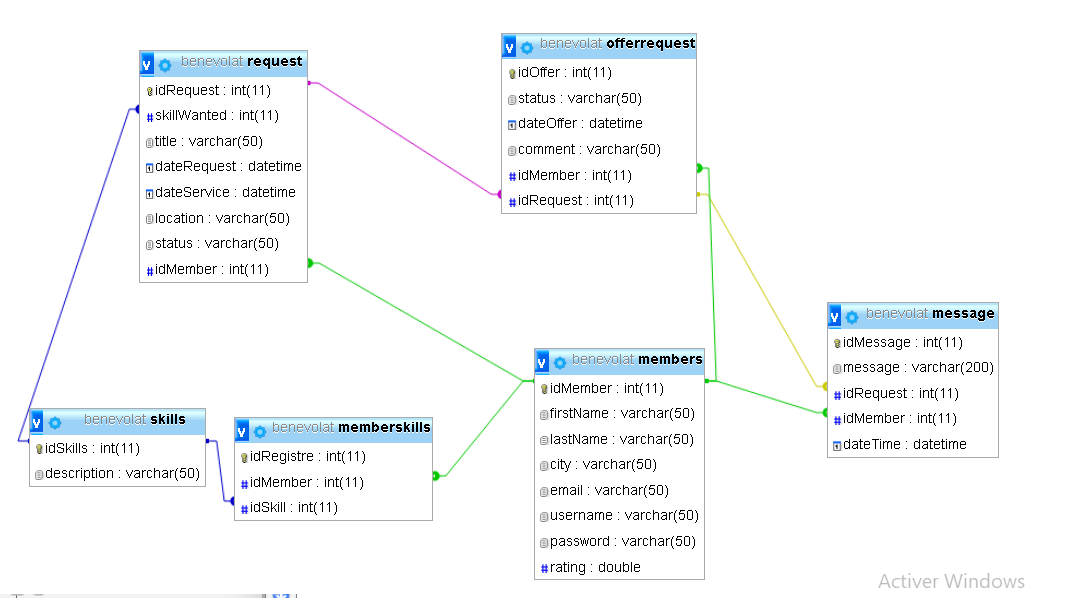 benevolat request
idRequest : int(11)
skillWanted : int(11)
title : varchar(50)
dateRequest : datetime
dateService : datetime
location : varchar(50)
status : varchar(50)
idMember : int(11)
benevolat offerrequest
idOffer : int(11)
status : varchar(50)
dateOffer : datetime
comment : varchar(50)
idMember : int(11)
idRequest : int(11)
benevolat message
idMessage : int(11)
message : varchar(200)
idRequest : int(11)
idMember : int(11)
dateTime : datetime
benevolat members
idMember : int(11)
firstName : varchar(50)
lastName : varchar(50)
city : varchar(50)
email : varchar(50)
username : varchar(50)
password : varchar(50)
rating : double
benevolat skills
idSkills : int(11)
description : varchar(50)
benevolat memberskills
idRegistre : int(11)
idMember : int(11)
idSkill : int(11)
Activer Windows